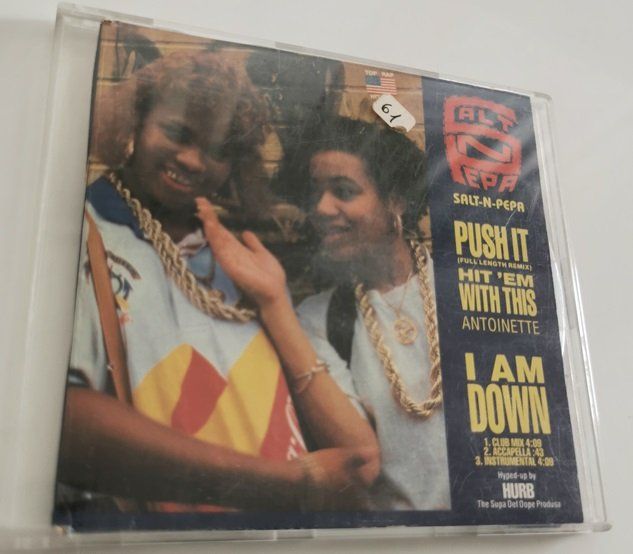 TOP RAP
61
SALT
N
PEPA
SALT-N-PEPA
PUSH IT
(FULL LENGTH REMIX)
HIT 'EM
WITH THIS
ANTOINETTE
I AM
DOWN
1. CLUB MIX 4:09
2. ACCAPELLA :43
3. INSTRUMENTAL 4:09
Hyped-up by
HURB
The Supa Def Dope Produsa